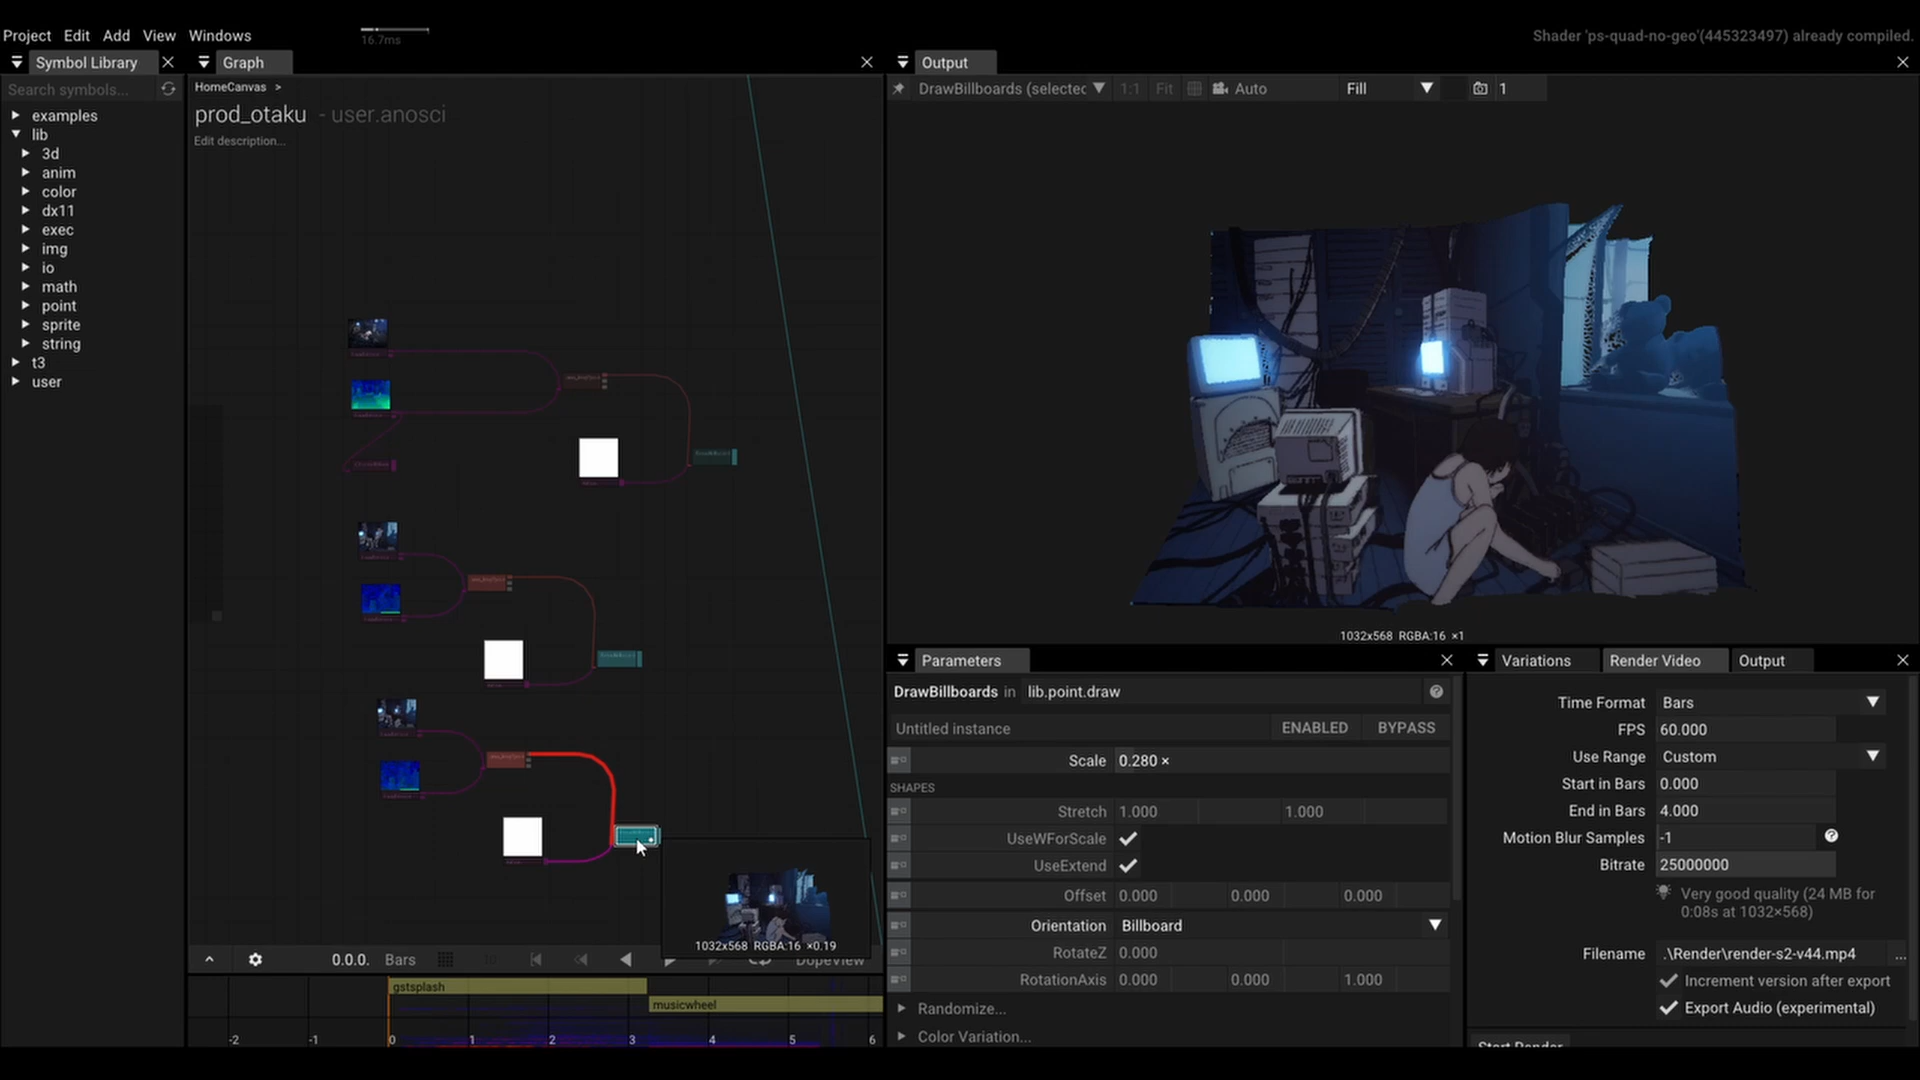 Project Edit Add View Windows
16.7ms
Shader 'ps-quad-no-geo'(445323497) already compiled.
Symbol Library
Search symbols...
examples
lib
3d
anim
color
dx11
exec
img
io
math
point
sprite
string
t3
user
Graph
HomeCanvas >
prod_otaku - user.anosci
Edit description...
1032x568 RGBA:16 ×0.19
0.0.0. Bars
DopeView
gstsplash
musicwheel
-2 -1 0 1 2 3 4 5 6
Output
DrawBillboards (selectec 1:1 Fit Auto Fill 1
1032x568 RGBA:16 ×1
Parameters
DrawBillboards in lib.point.draw
Untitled instance ENABLED BYPASS
Scale 0.280 ×
SHAPES
Stretch 1.000 1.000
UseWForScale
UseExtend
Offset 0.000 0.000 0.000
Orientation Billboard
RotateZ 0.000
RotationAxis 0.000 0.000 1.000
Randomize...
Color Variation...
Variations Render Video Output
Time Format Bars
FPS 60.000
Use Range Custom
Start in Bars 0.000
End in Bars 4.000
Motion Blur Samples -1
Bitrate 25000000
Very good quality (24 MB for
0:08s at 1032×568)
Filename .\Render\render-s2-v44.mp4 ...
Increment version after export
Export Audio (experimental)
Start Render